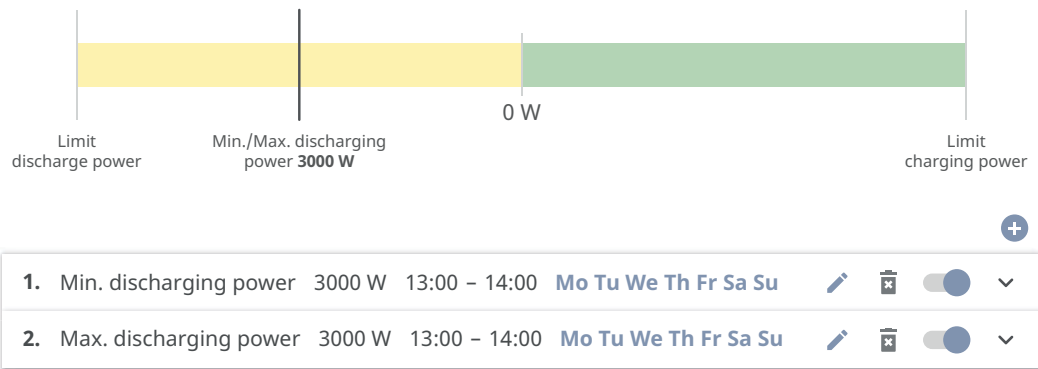 0 W
Limit
discharge power
Min./Max. discharging
power 3000 W
Limit
charging power
1. Min. discharging power 3000 W 13:00 – 14:00 Mo Tu We Th Fr Sa Su
2. Max. discharging power 3000 W 13:00 – 14:00 Mo Tu We Th Fr Sa Su